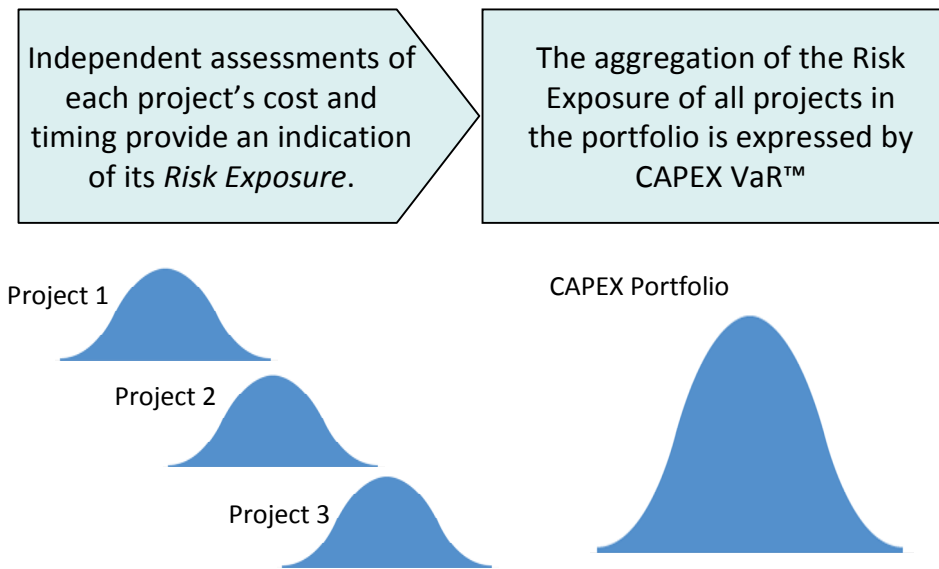 Independent assessments of
each project’s cost and
timing provide an indication
of its Risk Exposure.
The aggregation of the Risk
Exposure of all projects in
the portfolio is expressed by
CAPEX VaR™
Project 1
Project 2
Project 3
CAPEX Portfolio